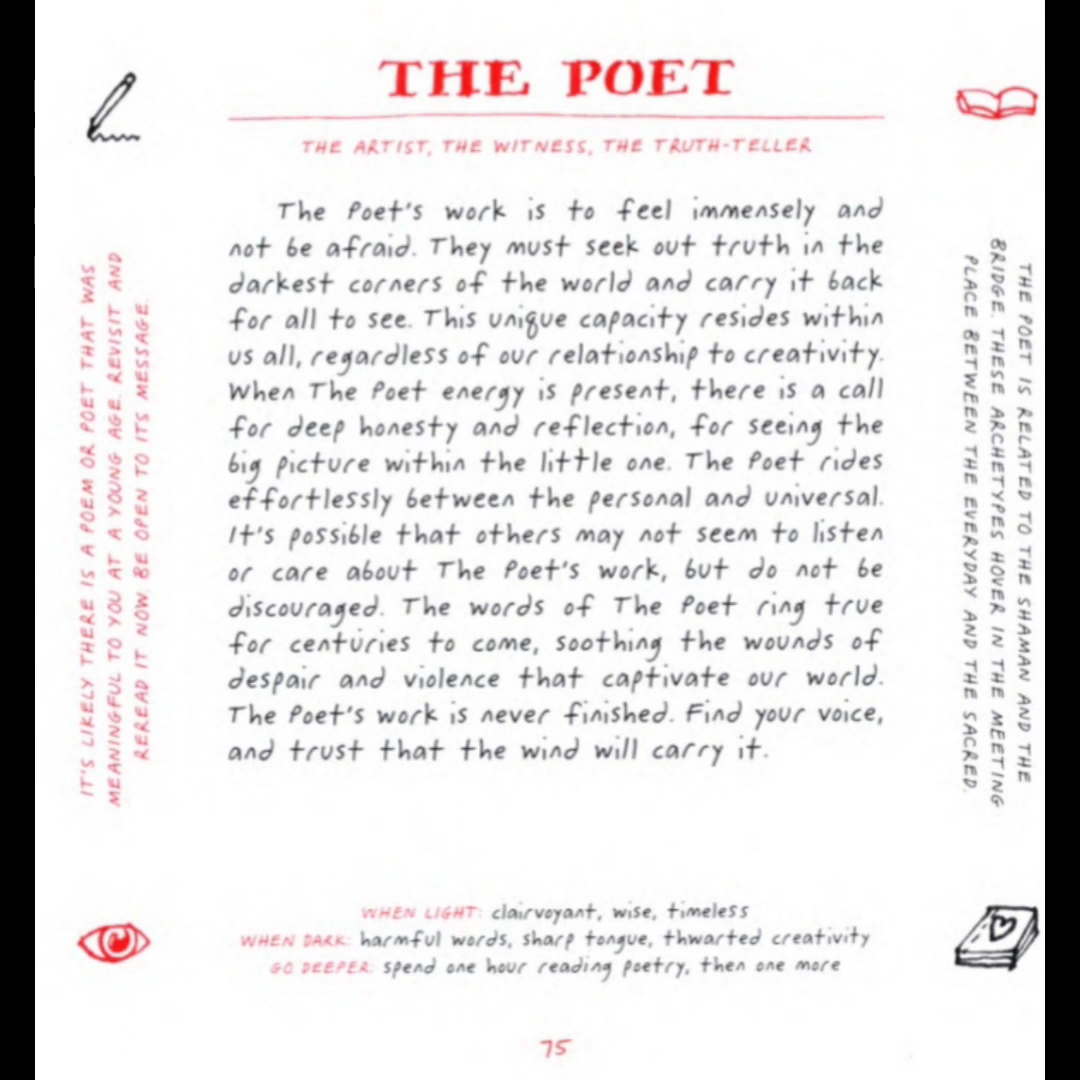 THE POET
THE ARTIST, THE WITNESS, THE TRUTH-TELLER
The Poet's work is to feel immensely and
not be afraid. They must seek out truth in the
darkest corners of the world and carry it back
for all to see. This unique capacity resides within
us all, regardless of our relationship to creativity.
When The Poet energy is present, there is a call
for deep honesty and reflection, for seeing the
big picture within the little one. The Poet rides
effortlessly between the personal and universal.
It's possible that others may not seem to listen
or care about The Poet's work, but do not be
discouraged. The words of The Poet ring true
for centuries to come, soothing the wounds of
despair and violence that captivate our world.
The Poet's work is never finished. Find your voice,
and trust that the wind will carry it.
IT'S LIKELY THERE IS A POEM OR POET THAT WAS
MEANINGFUL TO YOU AT A YOUNG AGE. REVISIT AND
REREAD IT NOW. BE OPEN TO ITS MESSAGE.
THE POET IS RELATED TO THE SHAMAN AND THE
BRIDGE. THESE ARCHETYPES HOVER IN THE MEETING
PLACE BETWEEN THE EVERYDAY AND THE SACRED.
WHEN LIGHT: clairvoyant, wise, timeless
WHEN DARK: harmful words, sharp tongue, thwarted creativity
GO DEEPER: spend one hour reading poetry, then one more
75